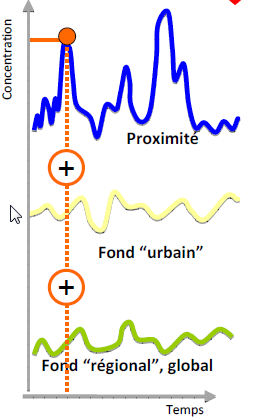 Concentration
Proximité
+
Fond “urbain”
+
Fond “régional”, global
Temps